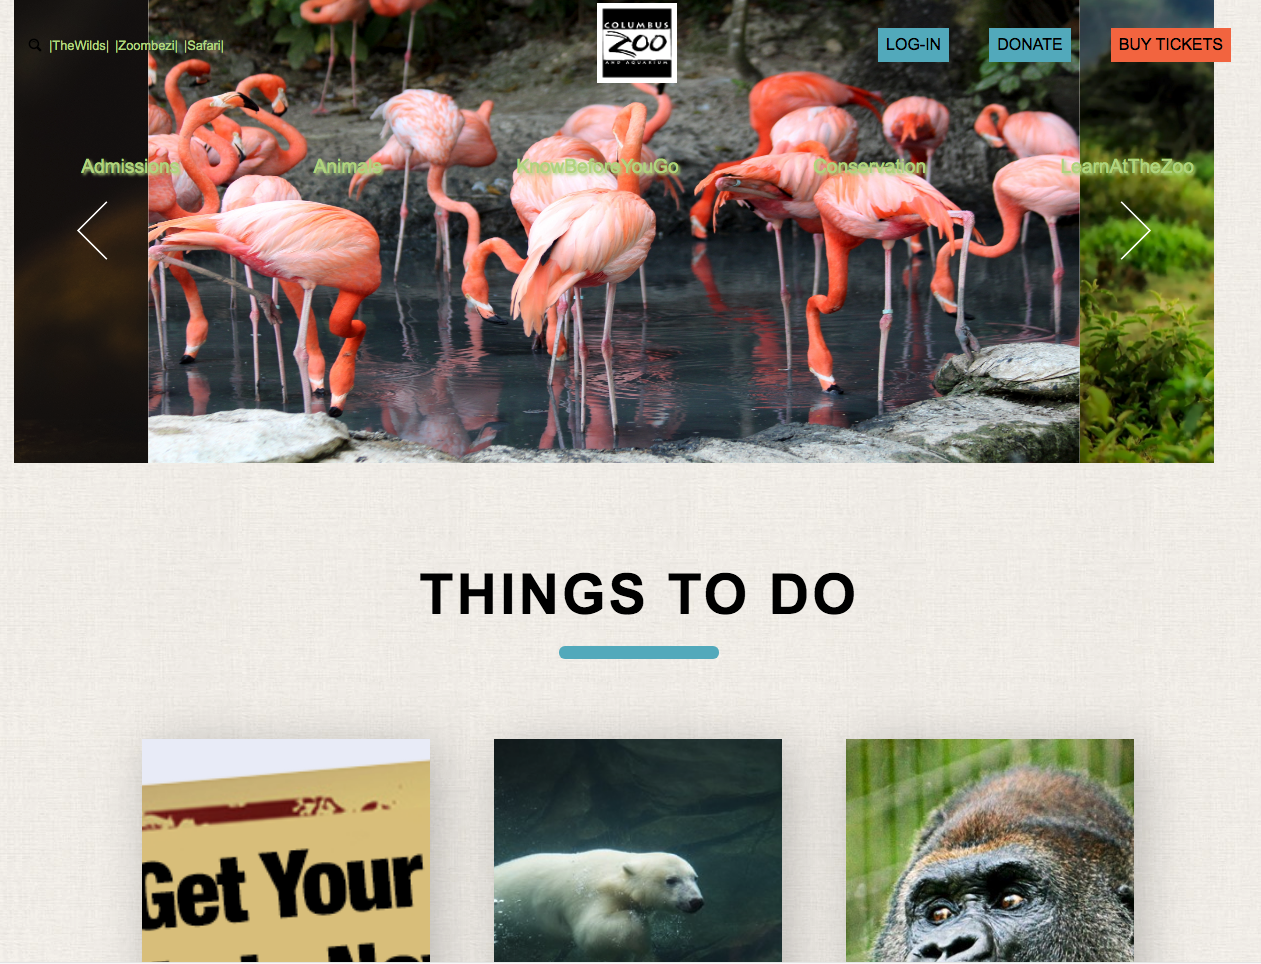 |TheWilds| |Zoombezi| |Safari|
COLUMBUS
ZOO
AND AQUARIUM
LOG-IN
DONATE
BUY TICKETS
Admissions
Animals
KnowBeforeYouGo
Conservation
LearnAtTheZoo
THINGS TO DO
Get Your